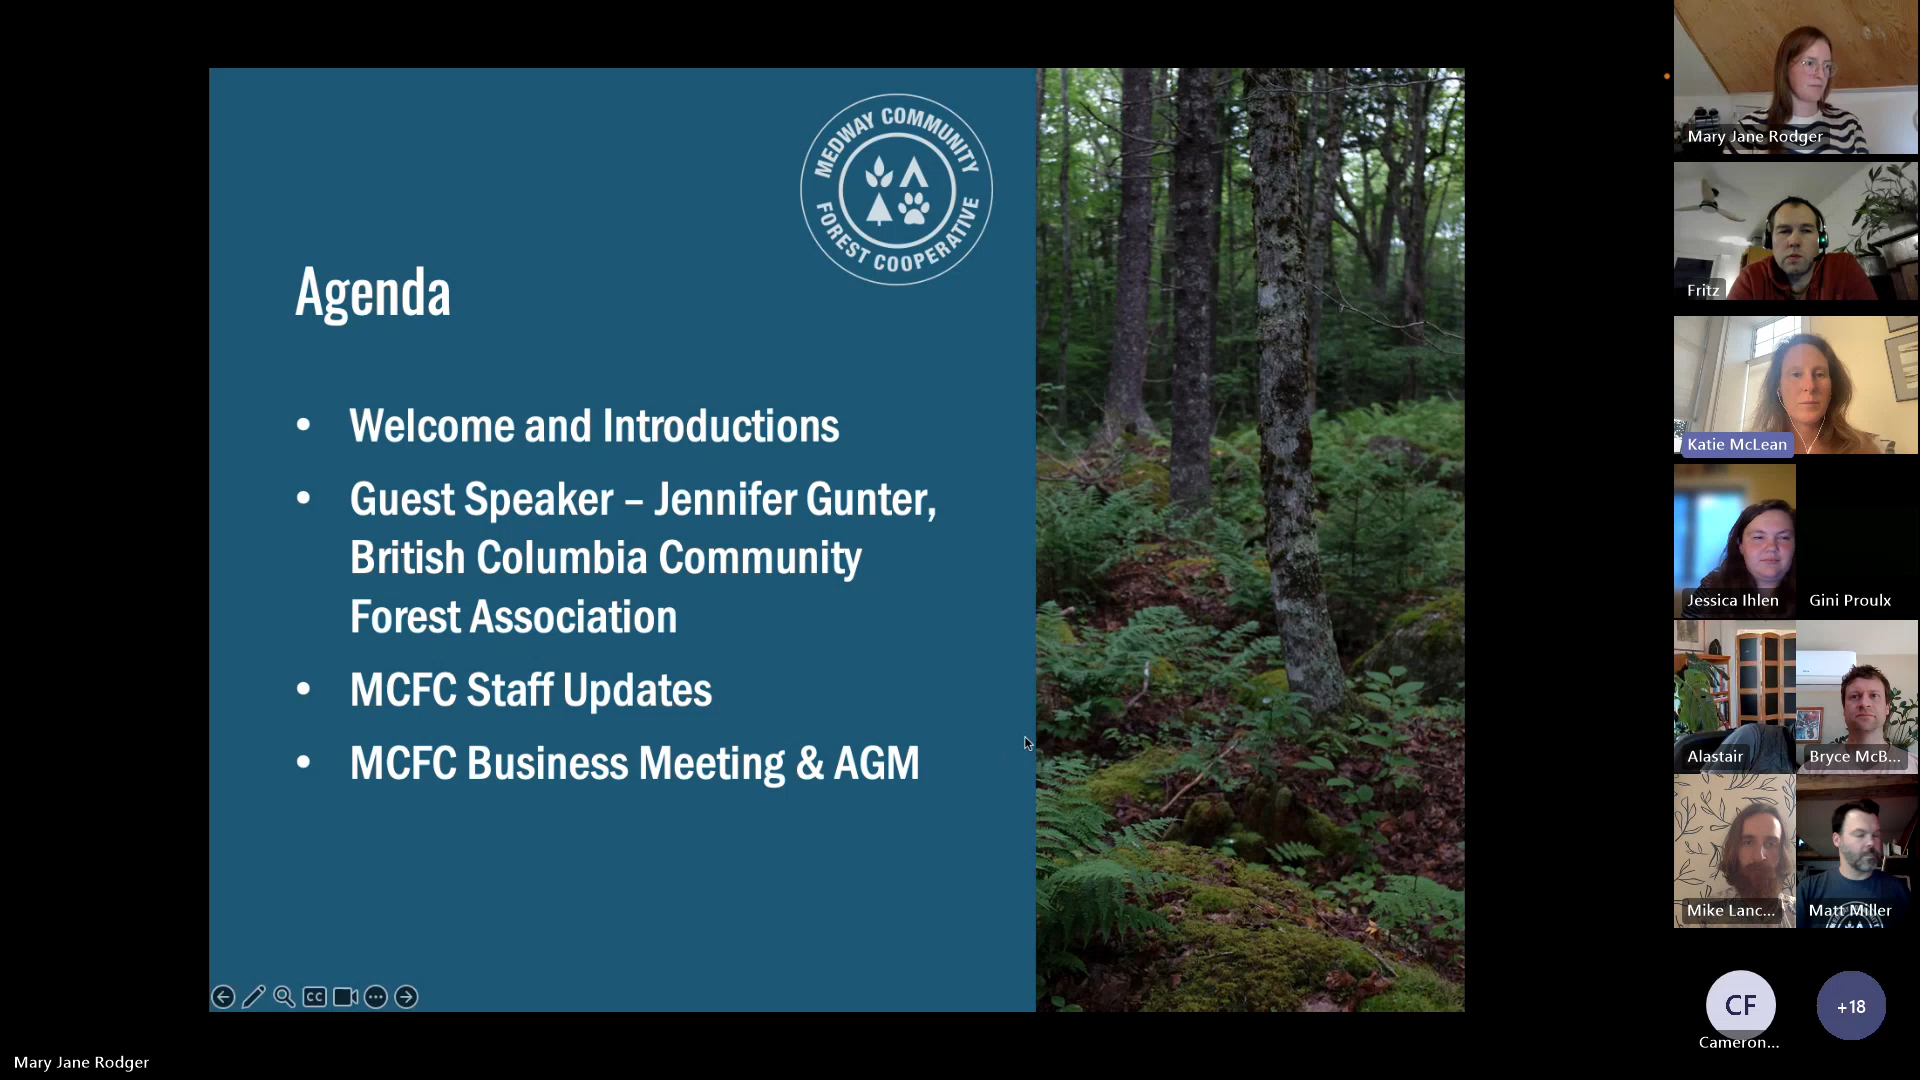 MEDWAY COMMUNITY
FOREST COOPERATIVE
Agenda
• Welcome and Introductions
• Guest Speaker – Jennifer Gunter,
British Columbia Community
Forest Association
• MCFC Staff Updates
• MCFC Business Meeting & AGM
CC
Mary Jane Rodger
Mary Jane Rodger
Fritz
Katie McLean
Jessica Ihlen
Gini Proulx
Alastair
Bryce McB...
Mike Lanc...
Matt Miller
CF
Cameron...
+18